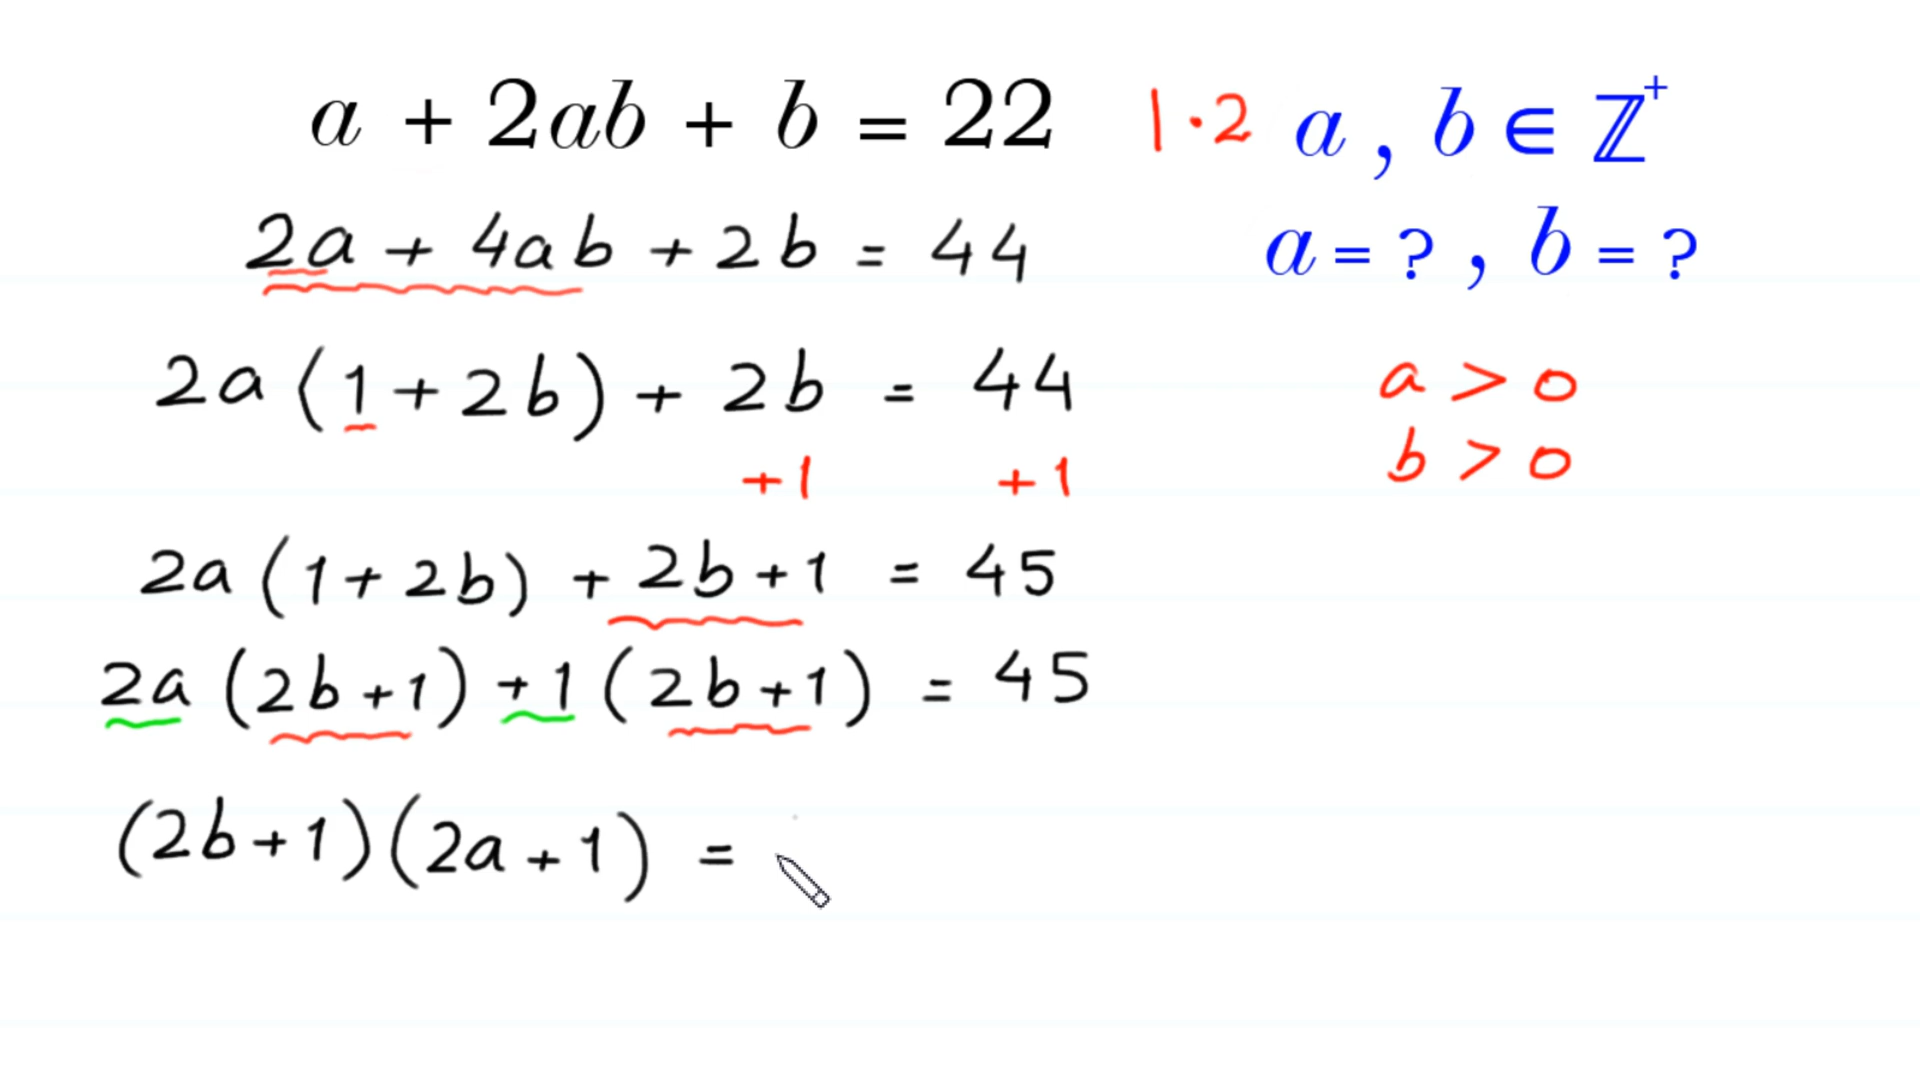 a + 2ab + b = 22 | · 2 a , b ∈ ℤ⁺
2a + 4ab + 2b = 44 a = ? , b = ?
2a (1 + 2b) + 2b = 44 a > 0
+1 +1 b > 0
2a (1 + 2b) + 2b + 1 = 45
2a (2b + 1) + 1 (2b + 1) = 45
(2b + 1) (2a + 1) =